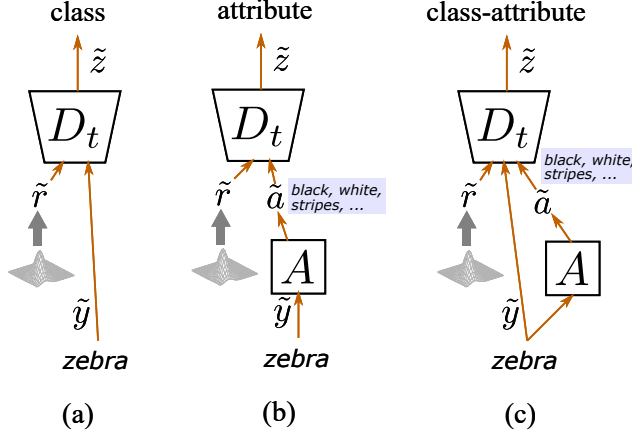 class
attribute
class-attribute
z̃
z̃
z̃
D_t
D_t
D_t
r̃
r̃
ã
black, white,
stripes, ...
r̃
ã
black, white,
stripes, ...
A
A
ỹ
ỹ
ỹ
zebra
zebra
zebra
(a)
(b)
(c)